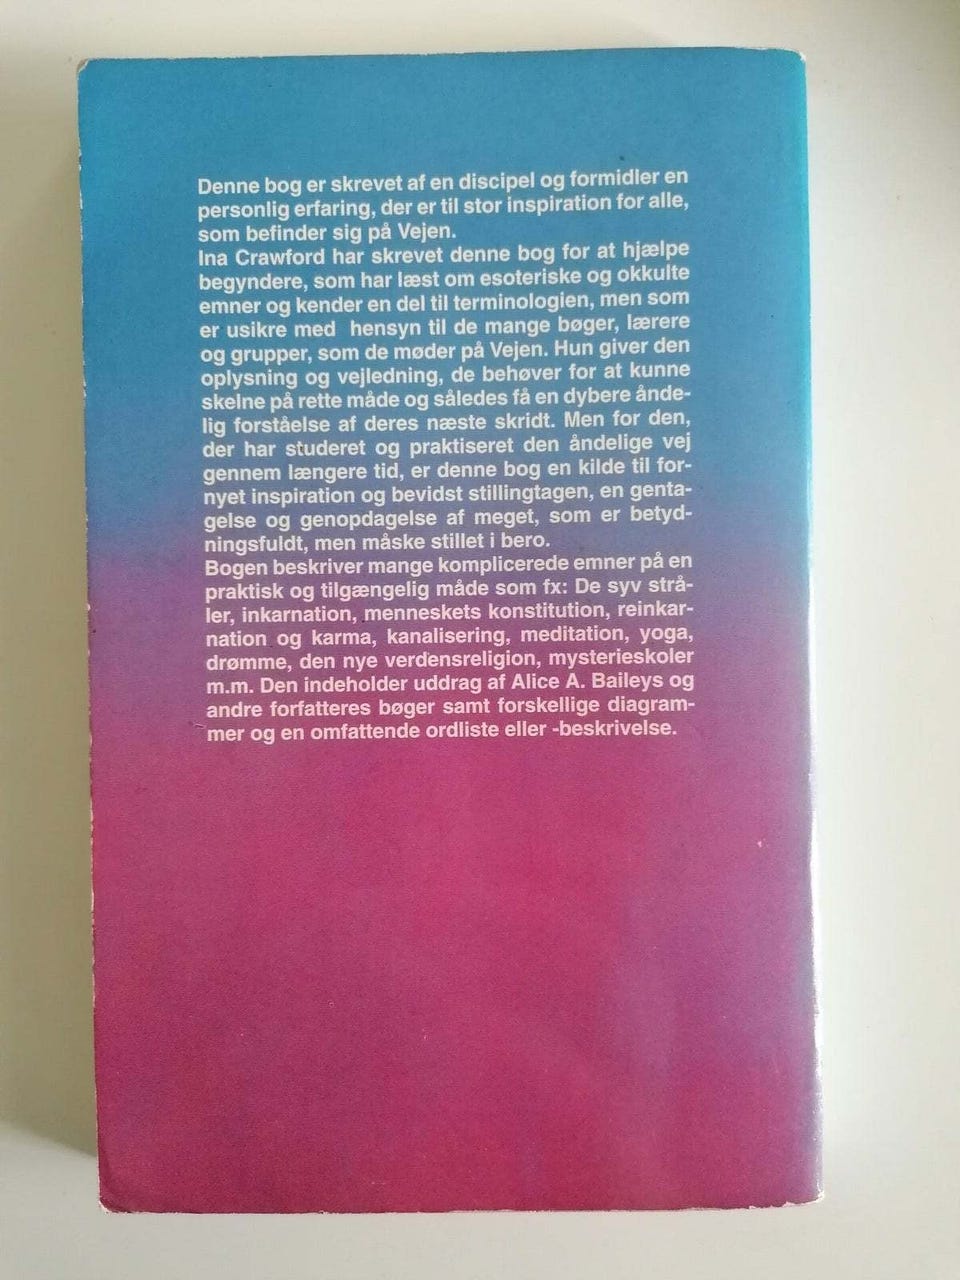 Denne bog er skrevet af en discipel og formidler en
personlig erfaring, der er til stor inspiration for alle,
som befinder sig på Vejen.
Ina Crawford har skrevet denne bog for at hjælpe
begyndere, som har læst om esoteriske og okkulte
emner og kender en del til terminologien, men som
er usikre med hensyn til de mange bøger, lærere
og grupper, som de møder på Vejen. Hun giver den
oplysning og vejledning, de behøver for at kunne
skelne på rette måde og således få en dybere ånde-
lig forståelse af deres næste skridt. Men for den,
der har studeret og praktiseret den åndelige vej
gennem længere tid, er denne bog en kilde til for-
nyet inspiration og bevidst stillingtagen, en genta-
gelse og genopdagelse af meget, som er betyd-
ningsfuldt, men måske stillet i bero.
Bogen beskriver mange komplicerede emner på en
praktisk og tilgængelig måde som fx: De syv strå-
ler, inkarnation, menneskets konstitution, reinkar-
nation og karma, kanalisering, meditation, yoga,
drømme, den nye verdensreligion, mysterieskoler
m.m. Den indeholder uddrag af Alice A. Baileys og
andre forfatteres bøger samt forskellige diagram-
mer og en omfattende ordliste eller -beskrivelse.